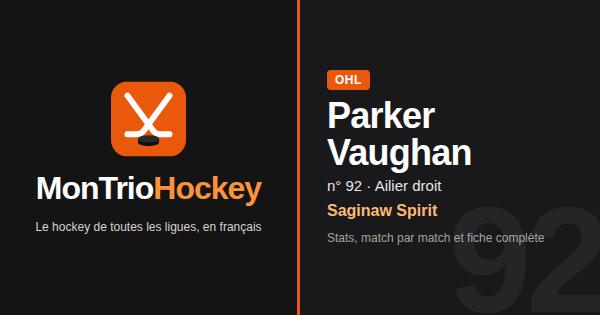 MonTrioHockey
Le hockey de toutes les ligues, en français
OHL
Parker
Vaughan
n° 92 · Ailier droit
Saginaw Spirit
Stats, match par match et fiche complète
92